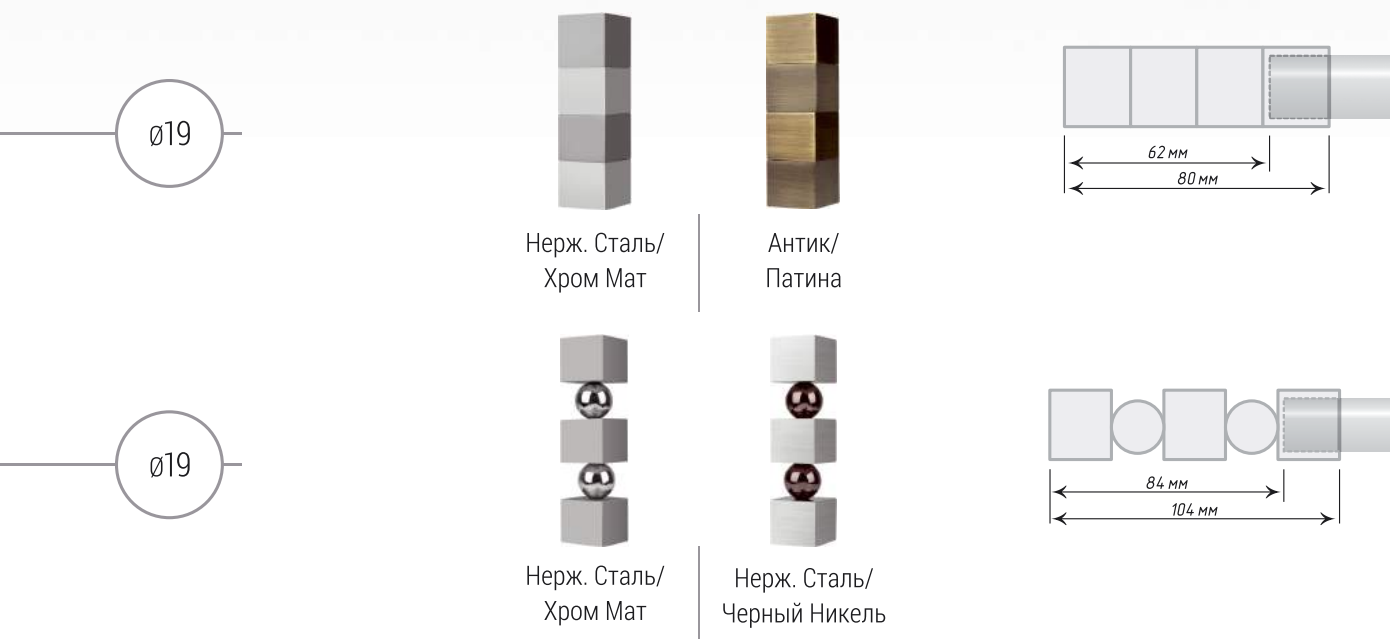 ø19
Нерж. Сталь/
Хром Мат
Антик/
Патина
62 мм
80 мм
ø19
Нерж. Сталь/
Хром Мат
Нерж. Сталь/
Черный Никель
84 мм
104 мм